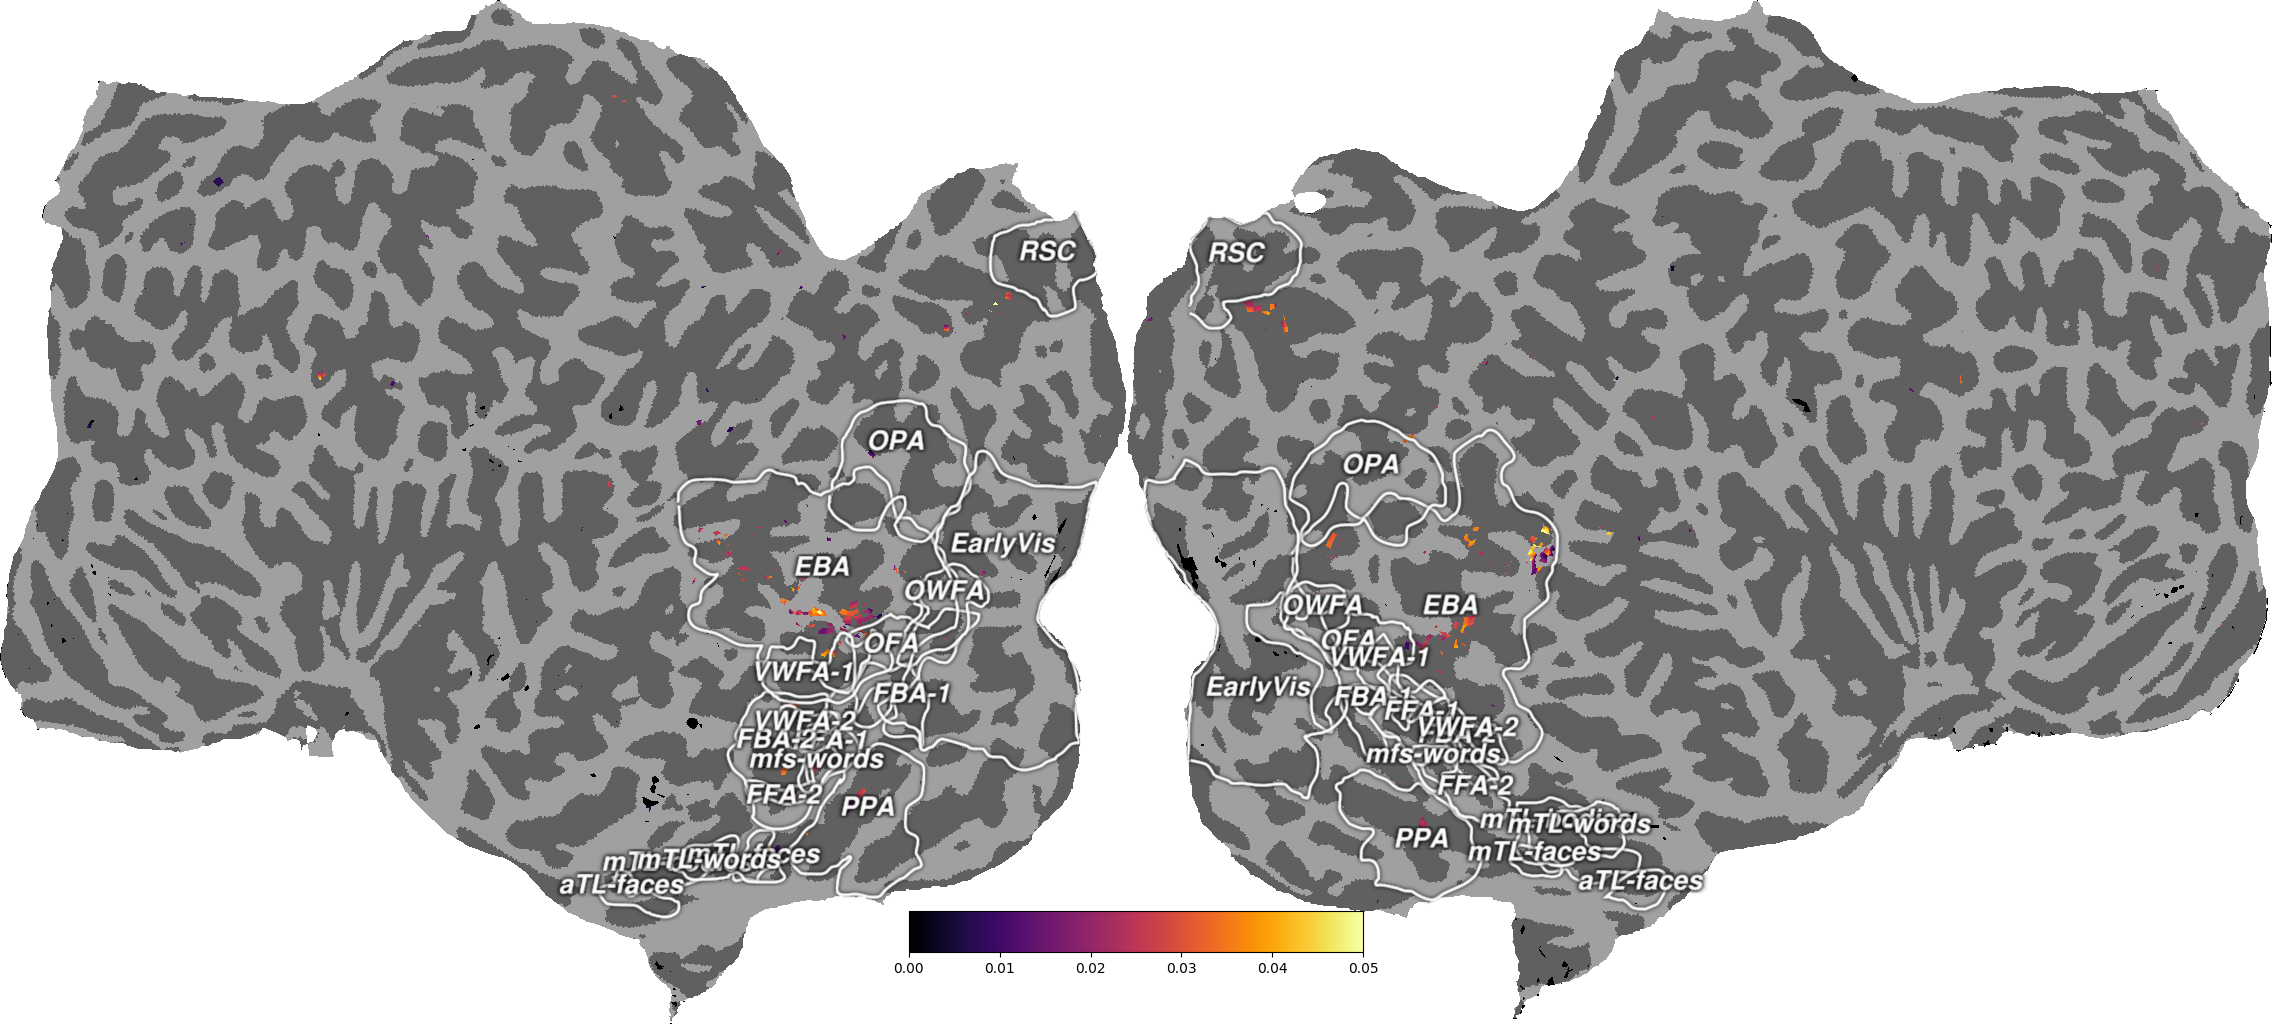 RSC
RSC
OPA
OPA
EarlyVis
EBA
OWFA
OWFA
EBA
OFA
OFA
VWFA-1
VWFA-1
EarlyVis
FBA-1
FBA-1
FFA-1
VWFA-2
VWFA-2
FBA-2
mfs-words
mfs-words
FFA-2
FFA-2
PPA
PPA
mTL-words
mTL-words
mTL-faces
aTL-faces
aTL-faces
0.00 0.01 0.02 0.03 0.04 0.05